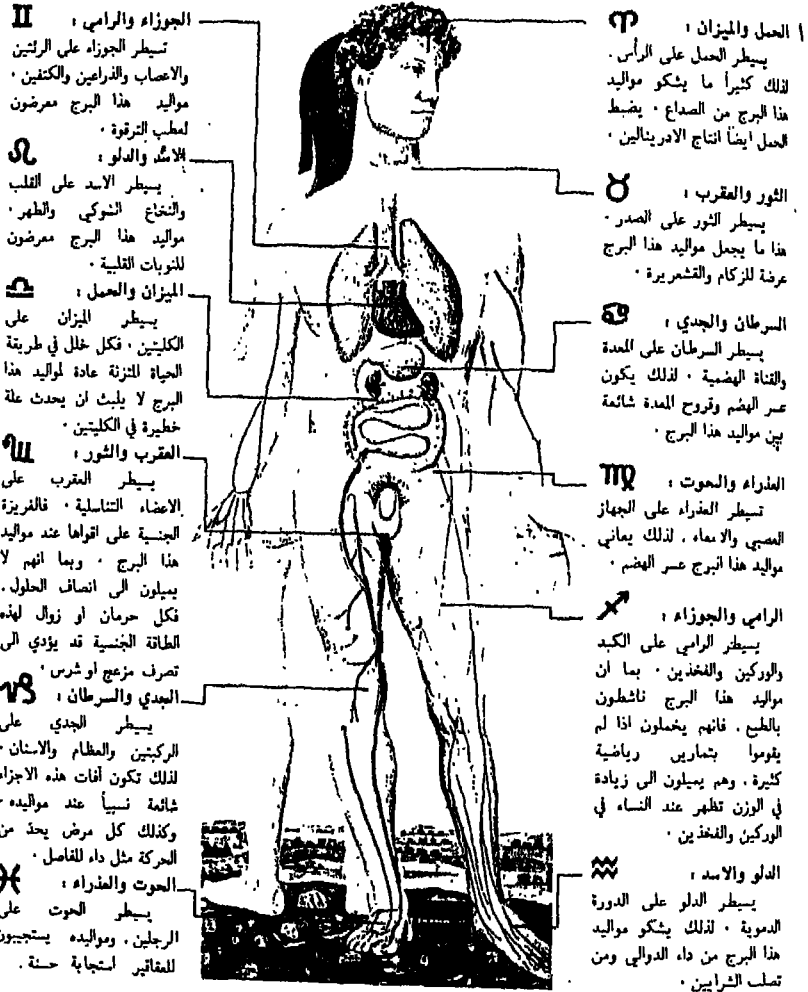 الحمل والميزان :
يسيطر الحمل على الرأس .
لذلك كثيراً ما يشكو مواليد
هذا البرج من الصداع . يضبط
الحمل ايضاً انتاج الادرينالين .
الثور والعقرب :
يسيطر الثور على الصدر .
هذا ما يجعل مواليد هذا البرج
عرضة للزكام والقشعريرة .
السرطان والجدي :
يسيطر السرطان على المعدة
والقناة الهضمية . لذلك يكون
عسر الهضم وقروح المعدة شائعة
بين مواليد هذا البرج .
العذراء والحوت :
تسيطر العذراء على الجهاز
العصبي والامعاء . لذلك يعاني
مواليد هذا البرج عسر الهضم .
الرامي والجوزاء :
يسيطر الرامي على الكبد
والوركين والفخذين . بما ان
مواليد هذا البرج ناشطون
بالطبع . فانهم يخملون اذا لم
يقوموا بتمارين رياضية
كثيرة . وهم يميلون الى زيادة
في الوزن تظهر عند النساء في
الوركين والفخذين .
الدلو والاسد :
يسيطر الدلو على الدورة
الدموية . لذلك يشكو مواليد
هذا البرج من داء الدوالي ومن
تصلب الشرايين .
الجوزاء والرامي :
تسيطر الجوزاء على الرئتين
والاعصاب والذراعين والكتفين .
مواليد هذا البرج معرضون
لعطب الترقوة .
الاسد والدلو :
يسيطر الاسد على القلب
والنخاع الشوكي والظهر .
مواليد هذا البرج معرضون
للنوبات القلبية .
الميزان والحمل :
يسيطر الميزان على
الكليتين . فكل خلل في طريقة
الحياة المتزنة عادة لمواليد هذا
البرج لا يلبث ان يحدث علة
خطيرة في الكليتين .
العقرب والثور :
يسيطر العقرب على
الاعضاء التناسلية . فالغريزة
الجنسية على اقواها عند مواليد
هذا البرج . وبما انهم لا
يميلون الى انصاف الحلول .
فكل حرمان او زوال لهذه
الطاقة الجنسية قد يؤدي الى
تصرف مزعج او شرس .
الجدي والسرطان :
يسيطر الجدي على
الركبتين والعظام والاسنان .
لذلك تكون آفات هذه الاجزاء
شائعة نسبياً عند مواليده .
وكذلك كل مرض يحد من
الحركة مثل داء المفاصل .
الحوت والعذراء :
يسيطر الحوت على
الرجلين . ومواليده يستجيبون
للعقاقير استجابة حسنة .